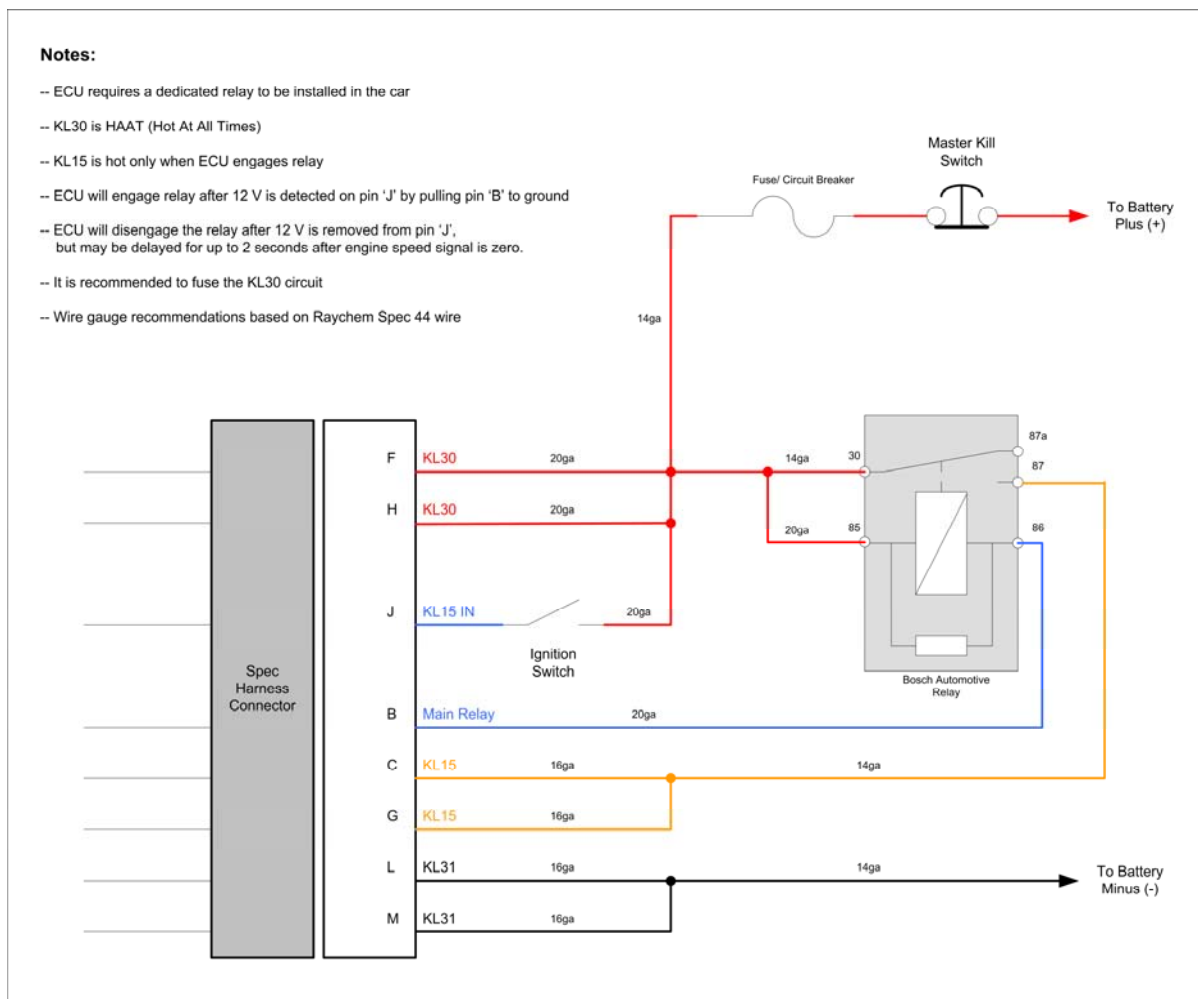 Notes:
-- ECU requires a dedicated relay to be installed in the car
-- KL30 is HAAT (Hot At All Times)
-- KL15 is hot only when ECU engages relay
-- ECU will engage relay after 12 V is detected on pin ‘J’ by pulling pin ‘B’ to ground
-- ECU will disengage the relay after 12 V is removed from pin ‘J’,
but may be delayed for up to 2 seconds after engine speed signal is zero.
-- It is recommended to fuse the KL30 circuit
-- Wire gauge recommendations based on Raychem Spec 44 wire
Master Kill
Switch
Fuse/ Circuit Breaker
To Battery
Plus (+)
14ga
F KL30 20ga 14ga 30 87a
87
H KL30 20ga 20ga 85 86
J KL15 IN 20ga
Ignition
Switch
Bosch Automotive
Relay
Spec
Harness
Connector
B Main Relay 20ga
C KL15 16ga 14ga
G KL15 16ga
L KL31 16ga 14ga
To Battery
Minus (-)
M KL31 16ga